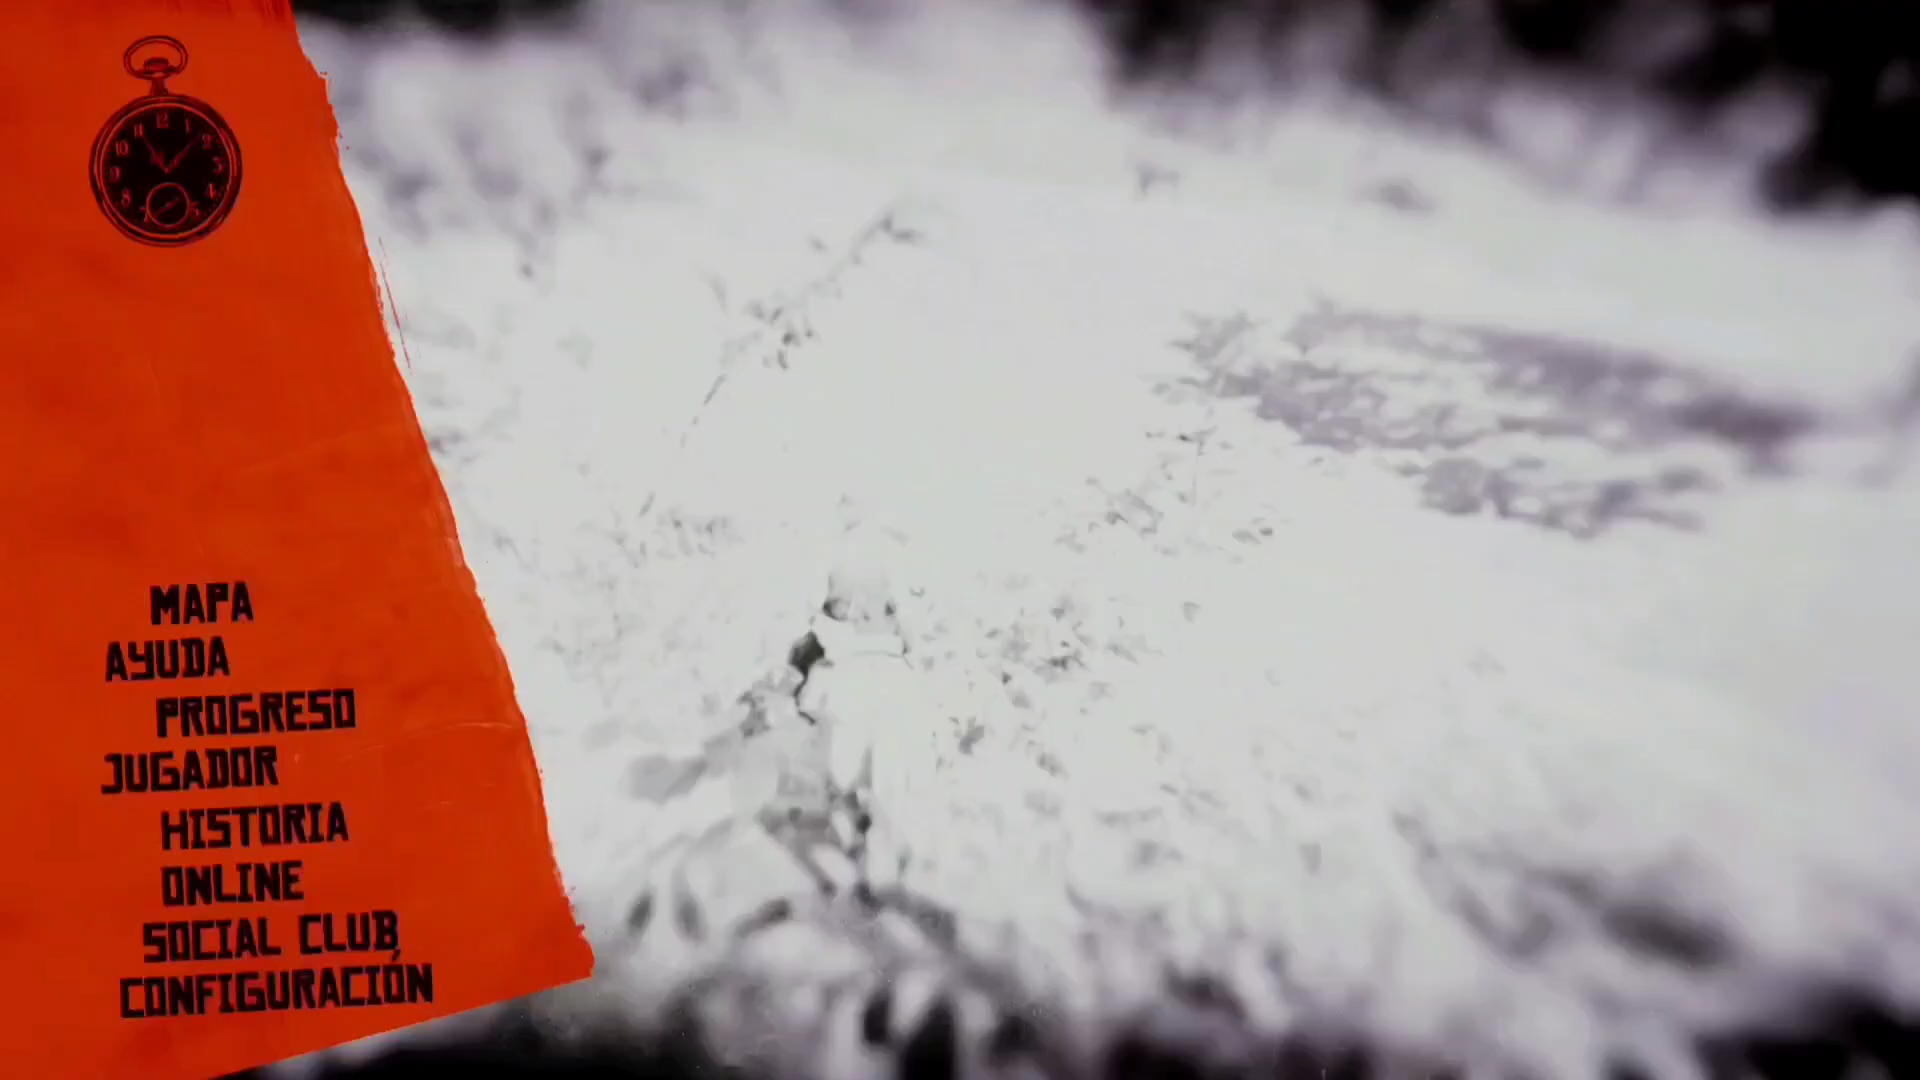 MAPA
AYUDA
PROGRESO
JUGADOR
HISTORIA
ONLINE
SOCIAL CLUB
CONFIGURACIÓN